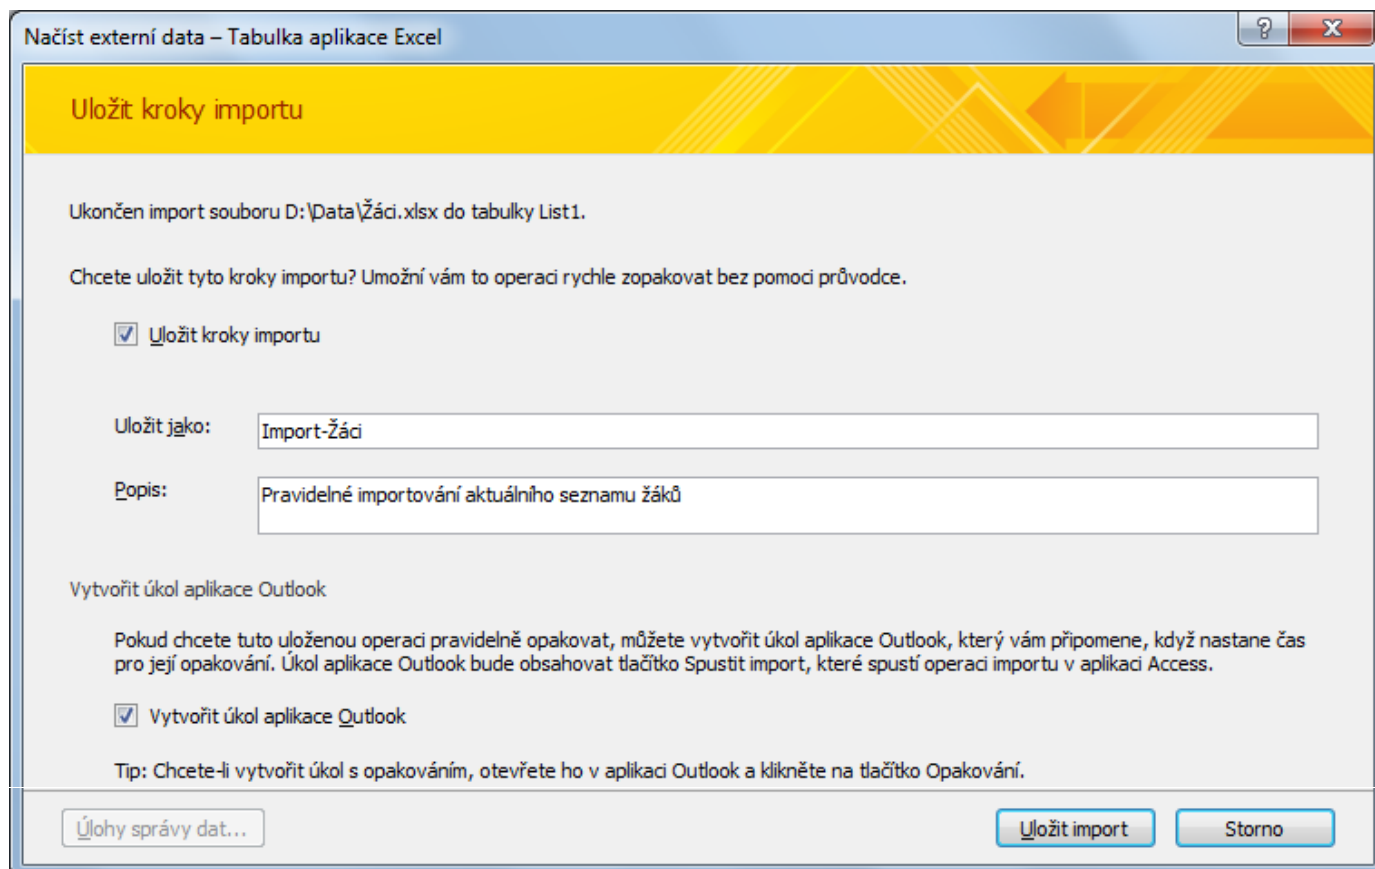 Načíst externí data – Tabulka aplikace Excel
Uložit kroky importu
Ukončen import souboru D:\Data\Žáci.xlsx do tabulky List1.
Chcete uložit tyto kroky importu? Umožní vám to operaci rychle zopakovat bez pomoci průvodce.
Uložit kroky importu
Uložit jako: Import-Žáci
Popis: Pravidelné importování aktuálního seznamu žáků
Vytvořit úkol aplikace Outlook
Pokud chcete tuto uloženou operaci pravidelně opakovat, můžete vytvořit úkol aplikace Outlook, který vám připomene, když nastane čas
pro její opakování. Úkol aplikace Outlook bude obsahovat tlačítko Spustit import, které spustí operaci importu v aplikaci Access.
Vytvořit úkol aplikace Outlook
Tip: Chcete-li vytvořit úkol s opakováním, otevřete ho v aplikaci Outlook a klikněte na tlačítko Opakování.
Úlohy správy dat... Uložit import Storno